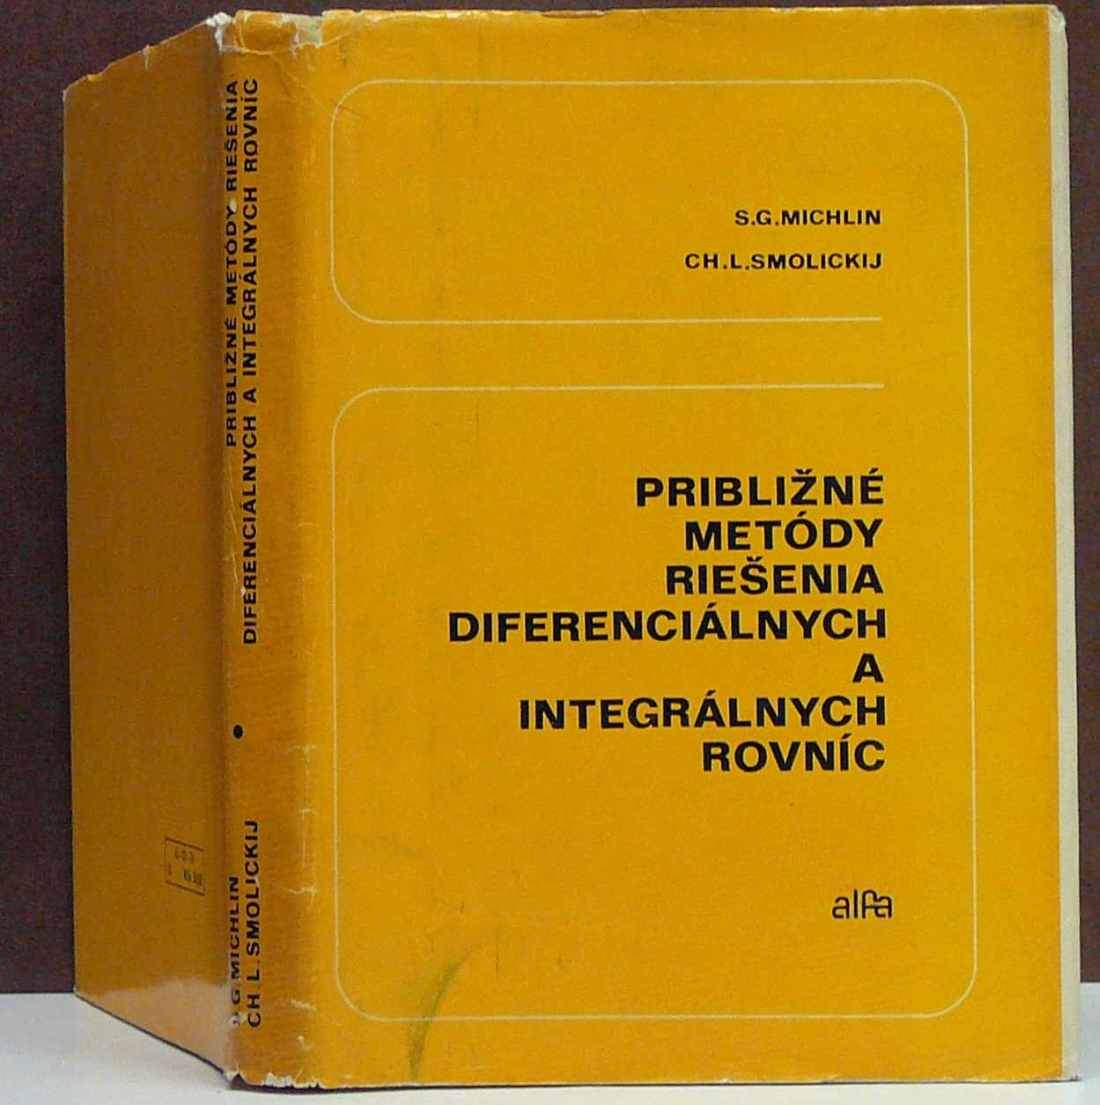 PRIBLIŽNÉ METÓDY RIEŠENIA
DIFERENCIÁLNYCH A INTEGRÁLNYCH ROVNÍC
G. MICHLIN
CH. L. SMOLICKIJ
S.G.MICHLIN
CH.L.SMOLICKIJ
PRIBLIŽNÉ
METÓDY
RIEŠENIA
DIFERENCIÁLNYCH
A
INTEGRÁLNYCH
ROVNÍC
alfa